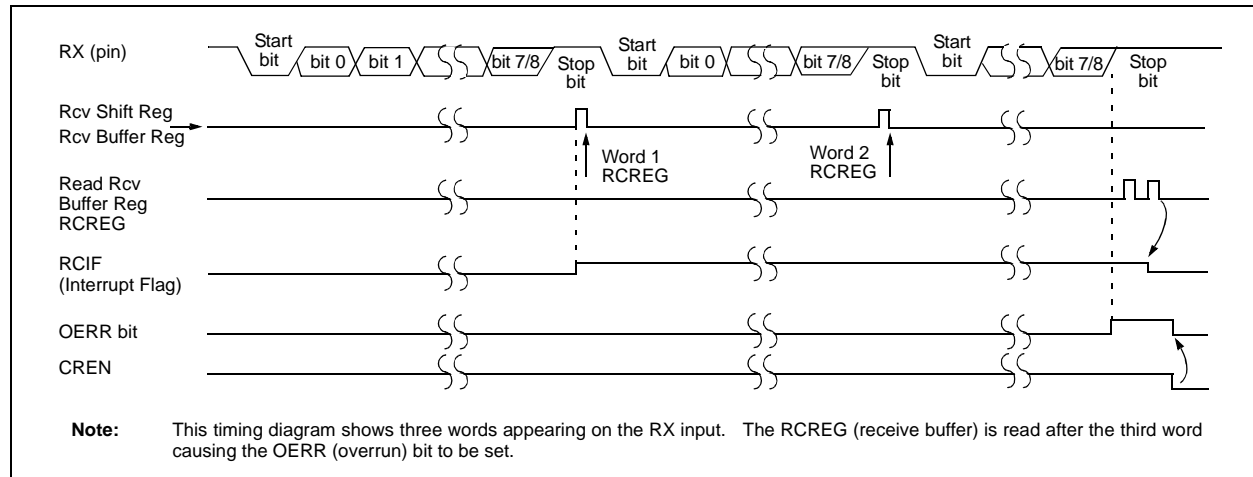 RX (pin)
Start bit
bit 0
bit 1
bit 7/8
Stop bit
Start bit
bit 0
bit 7/8
Stop bit
Start bit
bit 7/8
Stop bit
Rcv Shift Reg
Rcv Buffer Reg
Word 1
RCREG
Word 2
RCREG
Read Rcv
Buffer Reg
RCREG
RCIF
(Interrupt Flag)
OERR bit
CREN
Note: This timing diagram shows three words appearing on the RX input. The RCREG (receive buffer) is read after the third word
causing the OERR (overrun) bit to be set.